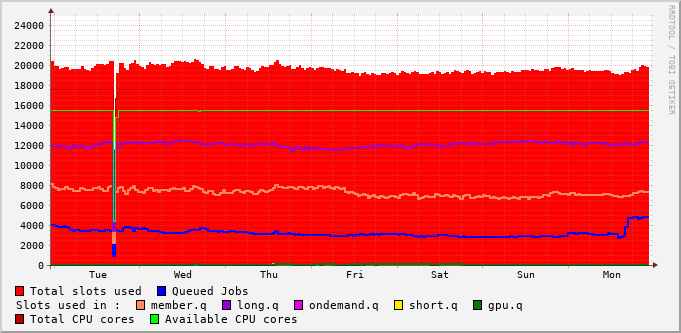 RRDTOOL / TOBI OETIKER
24000
22000
20000
18000
16000
14000
12000
10000
8000
6000
4000
2000
0
Tue Wed Thu Fri Sat Sun Mon
Total slots used Queued Jobs
Slots used in : member.q long.q ondemand.q short.q gpu.q
Total CPU cores Available CPU cores